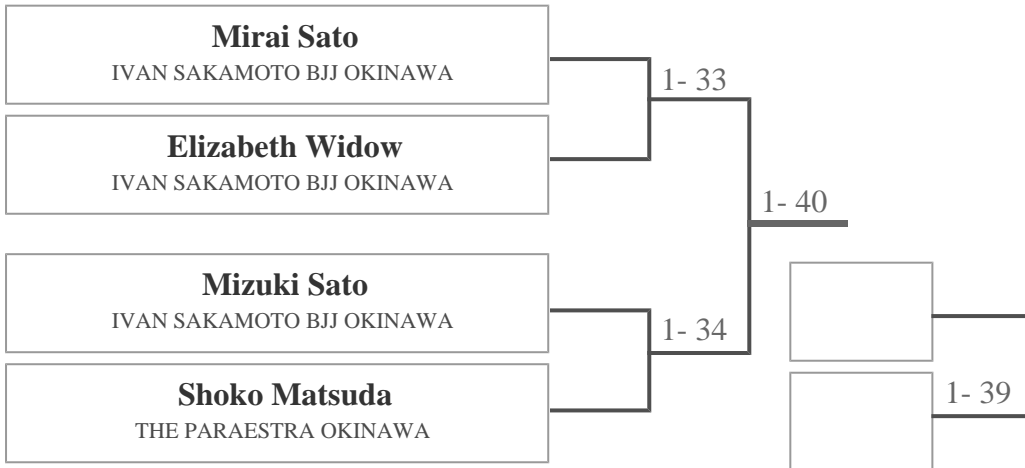 Mirai Sato
IVAN SAKAMOTO BJJ OKINAWA
1- 33
Elizabeth Widow
IVAN SAKAMOTO BJJ OKINAWA
1- 40
Mizuki Sato
IVAN SAKAMOTO BJJ OKINAWA
1- 34
Shoko Matsuda
THE PARAESTRA OKINAWA
1- 39